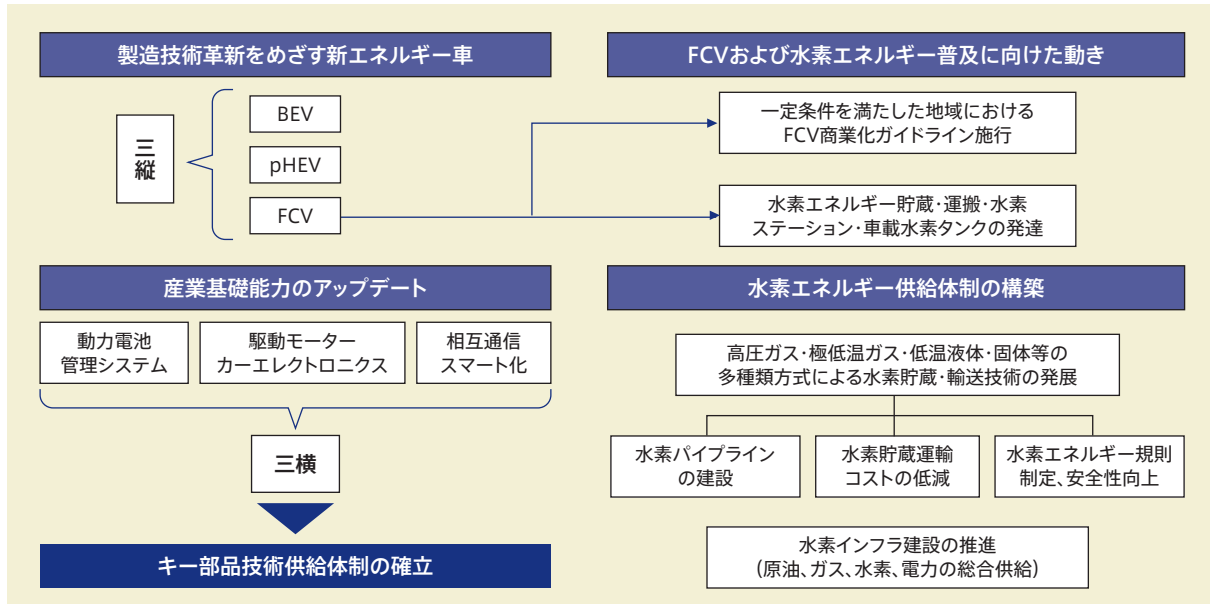 製造技術革新をめざす新エネルギー車
三
縦
BEV
pHEV
FCV
FCVおよび水素エネルギー普及に向けた動き
一定条件を満たした地域における
FCV商業化ガイドライン施行
水素エネルギー貯蔵・運搬・水素
ステーション・車載水素タンクの発達
産業基礎能力のアップデート
動力電池
管理システム
駆動モーター
カーエレクトロニクス
相互通信
スマート化
三横
キー部品技術供給体制の確立
水素エネルギー供給体制の構築
高圧ガス・極低温ガス・低温液体・固体等の
多種類方式による水素貯蔵・輸送技術の発展
水素パイプライン
の建設
水素貯蔵運輸
コストの低減
水素エネルギー規則
制定、安全性向上
水素インフラ建設の推進
(原油、ガス、水素、電力の総合供給)